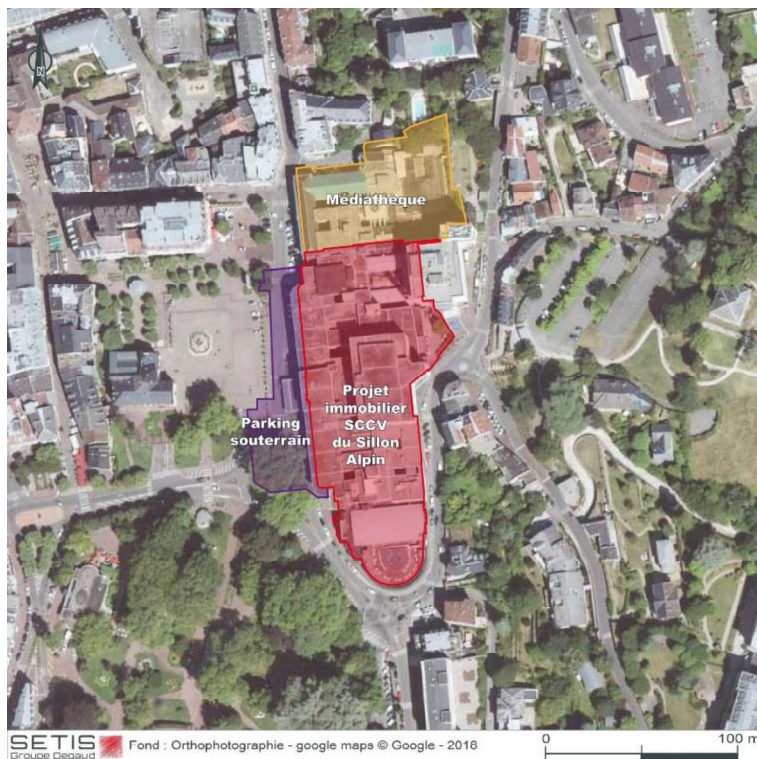 N
Médiathèque
Projet
immobilier
SCCV
du Sillon
Alpin
Parking
souterrain
SETIS
Groupe Degaud
Fond : Orthophotographie - google maps © Google - 2018
0 100 m